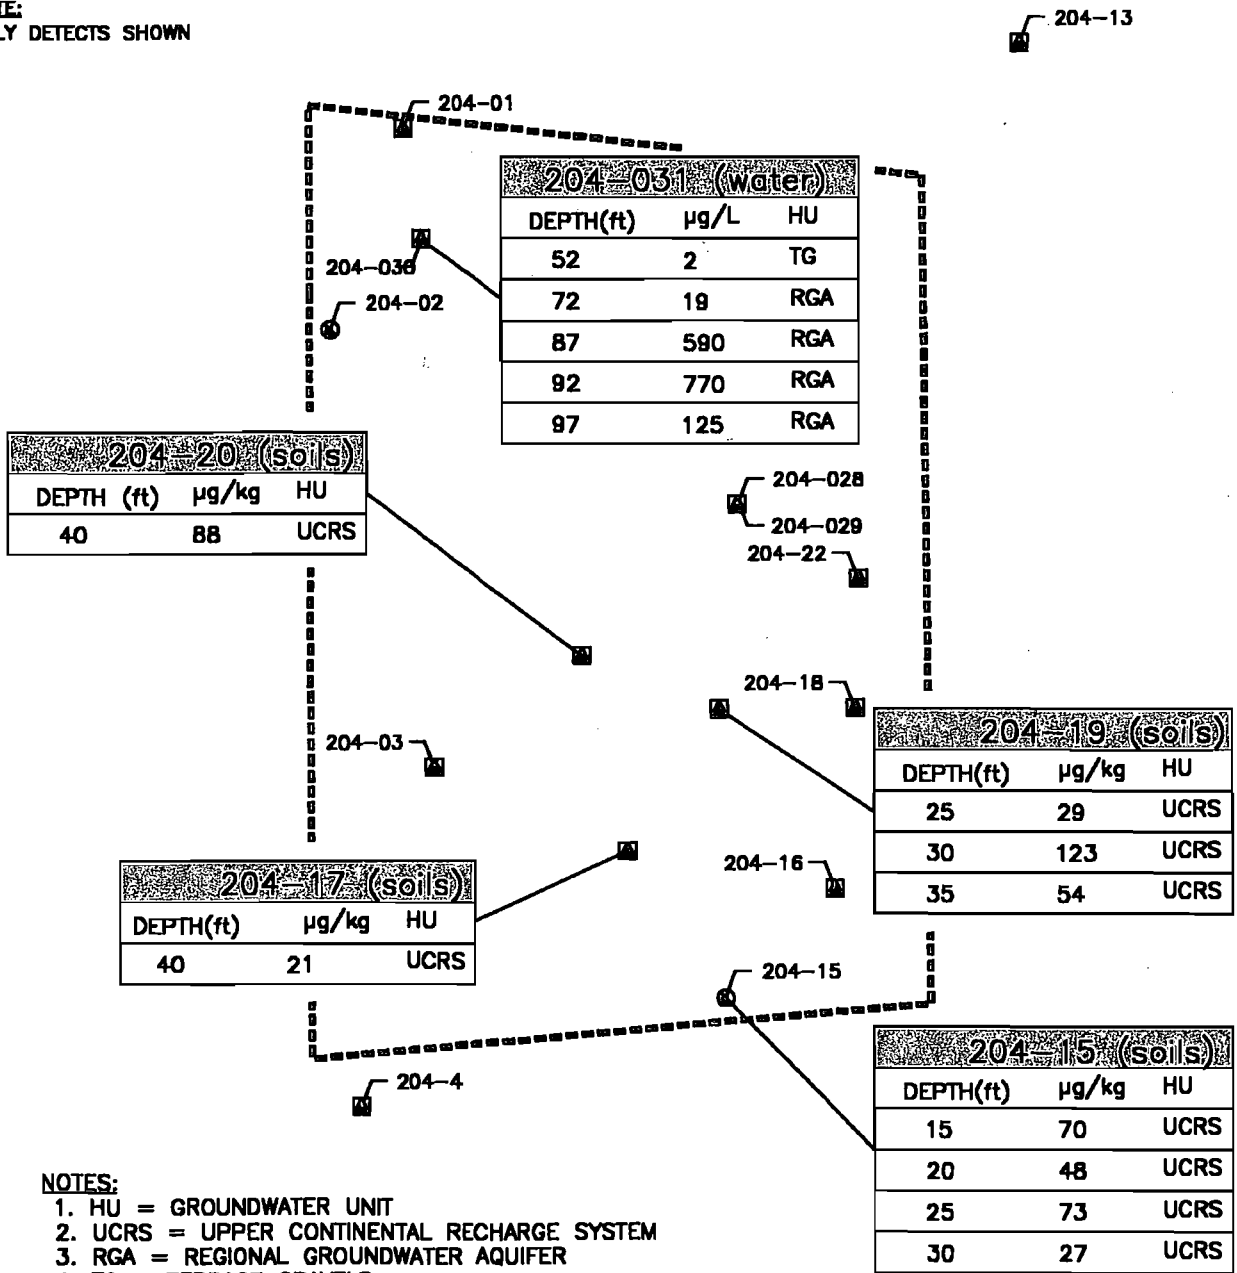 DETECTS SHOWN
204-13
204-01
204-031 (water)
DEPTH(ft) µg/L HU
52 2 TG
72 19 RGA
87 590 RGA
92 770 RGA
97 125 RGA
204-02
204-20 (soils)
DEPTH (ft) µg/kg HU
40 88 UCRS
204-028
204-029
204-22
204-18
204-03
204-19 (soils)
DEPTH(ft) µg/kg HU
25 29 UCRS
30 123 UCRS
35 54 UCRS
204-16
204-17 (soils)
DEPTH(ft) µg/kg HU
40 21 UCRS
204-15
204-4
204-15 (soils)
DEPTH(ft) µg/kg HU
15 70 UCRS
20 48 UCRS
25 73 UCRS
30 27 UCRS
NOTES:
1. HU = GROUNDWATER UNIT
2. UCRS = UPPER CONTINENTAL RECHARGE SYSTEM
3. RGA = REGIONAL GROUNDWATER AQUIFER